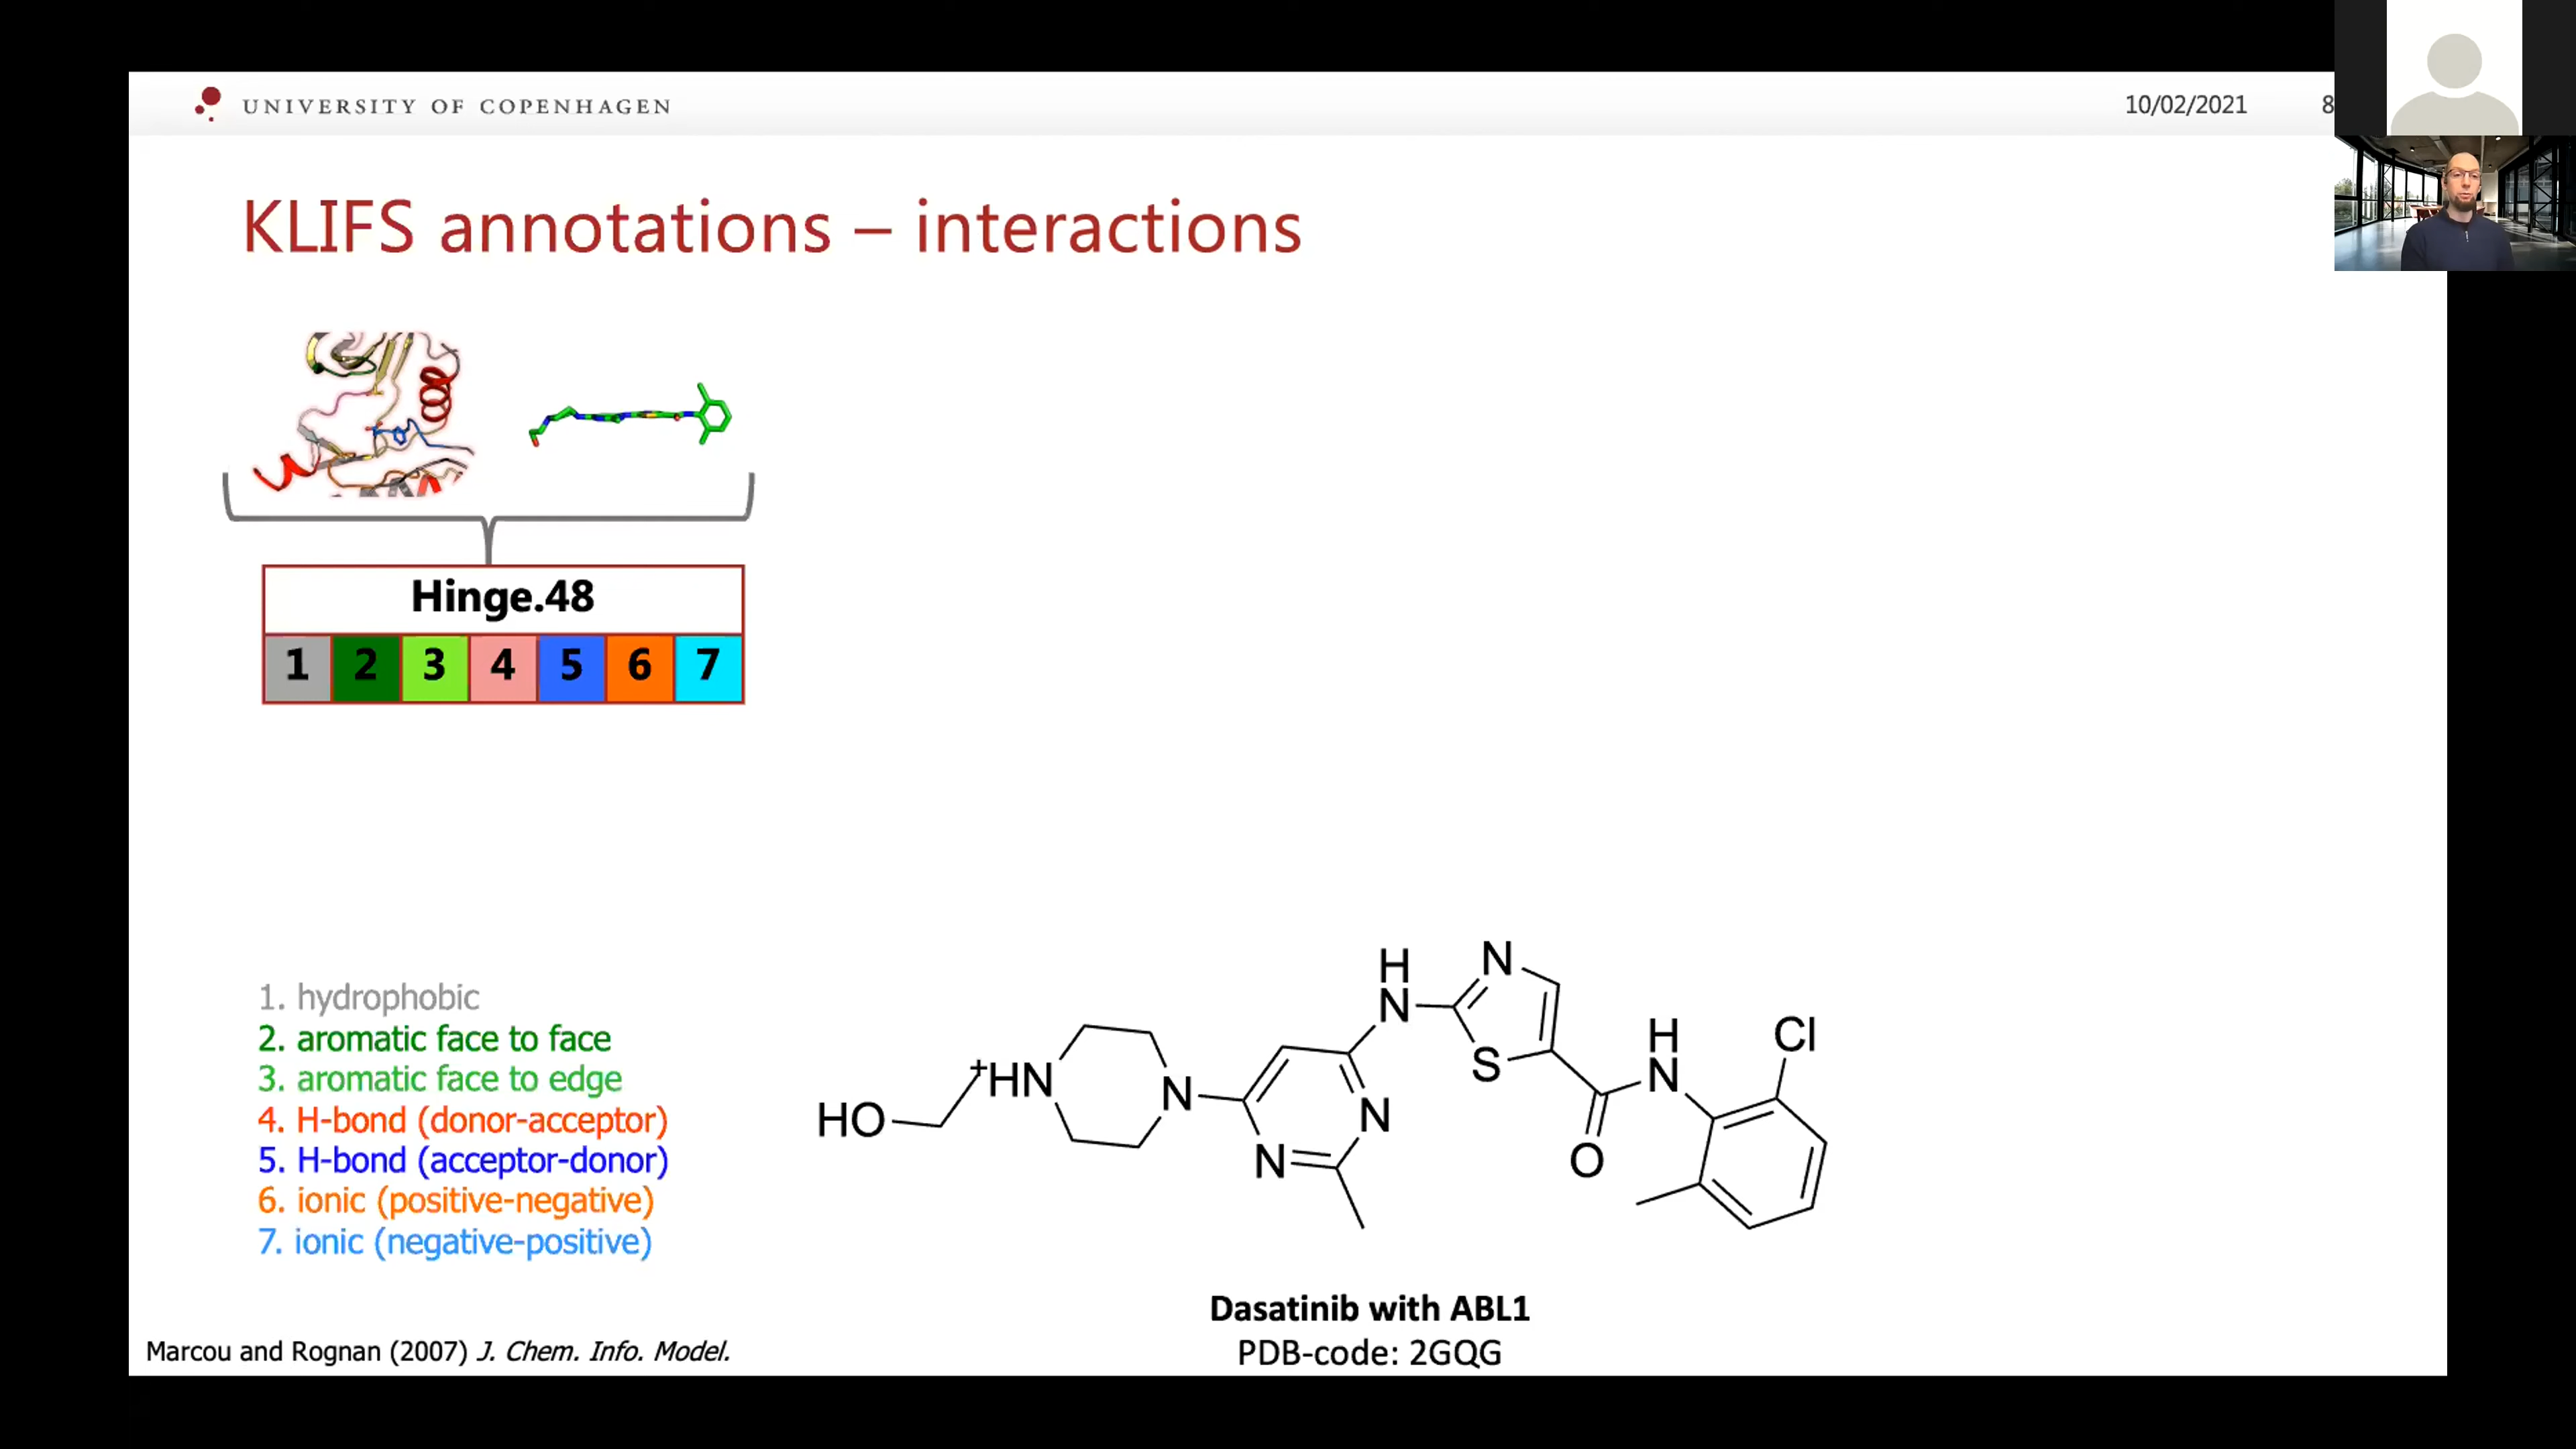 UNIVERSITY OF COPENHAGEN
10/02/2021 8
KLIFS annotations – interactions
Hinge.48
1 2 3 4 5 6 7
1. hydrophobic
2. aromatic face to face
3. aromatic face to edge
4. H-bond (donor-acceptor)
5. H-bond (acceptor-donor)
6. ionic (positive-negative)
7. ionic (negative-positive)
HO
+HN
N
N
N
H
N
N
S
O
H
N
Cl
Dasatinib with ABL1
PDB-code: 2GQG
Marcou and Rognan (2007) J. Chem. Info. Model.